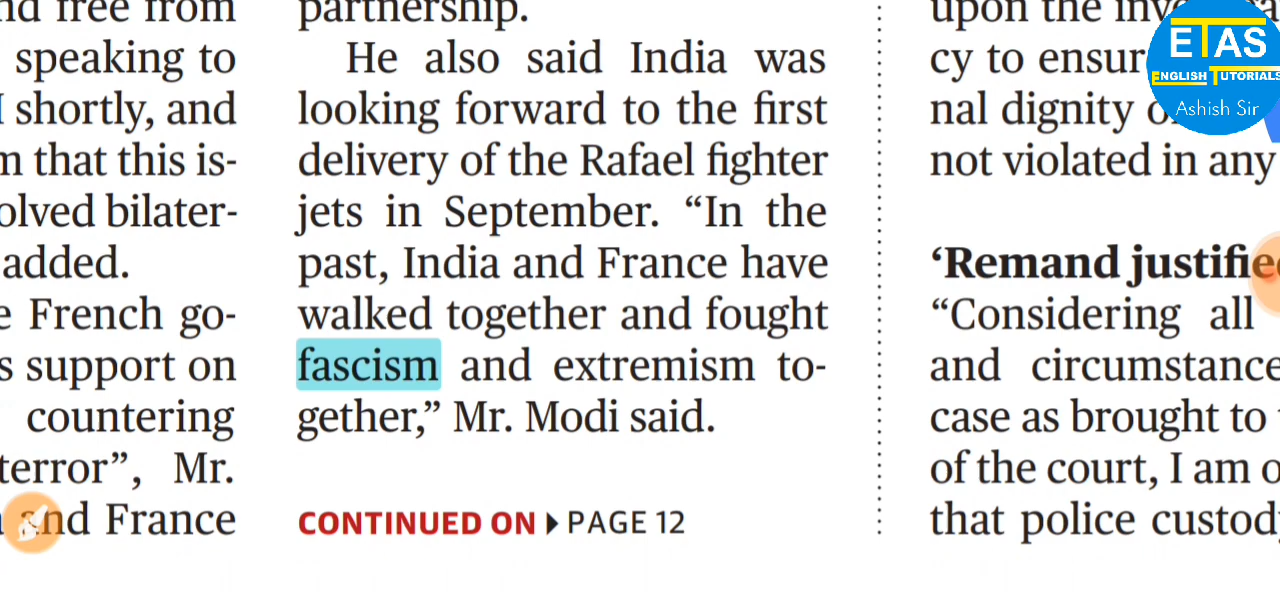 nd free from
speaking to
shortly, and
m that this is-
olved bilater-
added.
e French go-
s support on
countering
terror”, Mr.
and France
partnership.
He also said India was
looking forward to the first
delivery of the Rafael fighter
jets in September. “In the
past, India and France have
walked together and fought
fascism and extremism to-
gether,” Mr. Modi said.
CONTINUED ON PAGE 12
upon the
cy to ensur
nal dignity
not violated in any
‘Remand justified
“Considering all
and circumstance
case as brought to
of the court, I am
that police custody
ETAS
ENGLISH TUTORIALS
Ashish Sir